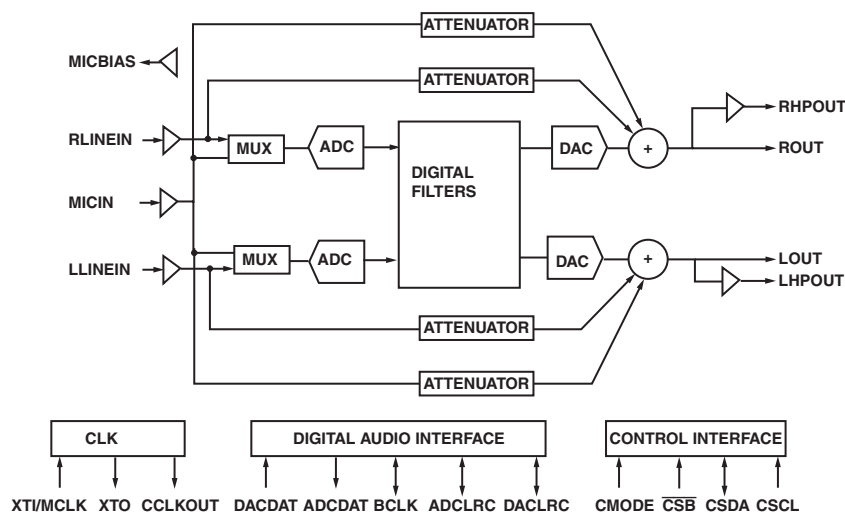 ATTENUATOR
MICBIAS
ATTENUATOR
RHPOUT
RLINEIN
MUX
ADC
DAC
+
ROUT
DIGITAL
FILTERS
MICIN
LLINEIN
MUX
ADC
DAC
+
LOUT
LHPOUT
ATTENUATOR
ATTENUATOR
CLK
DIGITAL AUDIO INTERFACE
CONTROL INTERFACE
XTI/MCLK XTO CCLKOUT DACDAT ADCDAT BCLK ADCLRC DACLRC CMODE C̅S̅B̅ CSDA CSCL